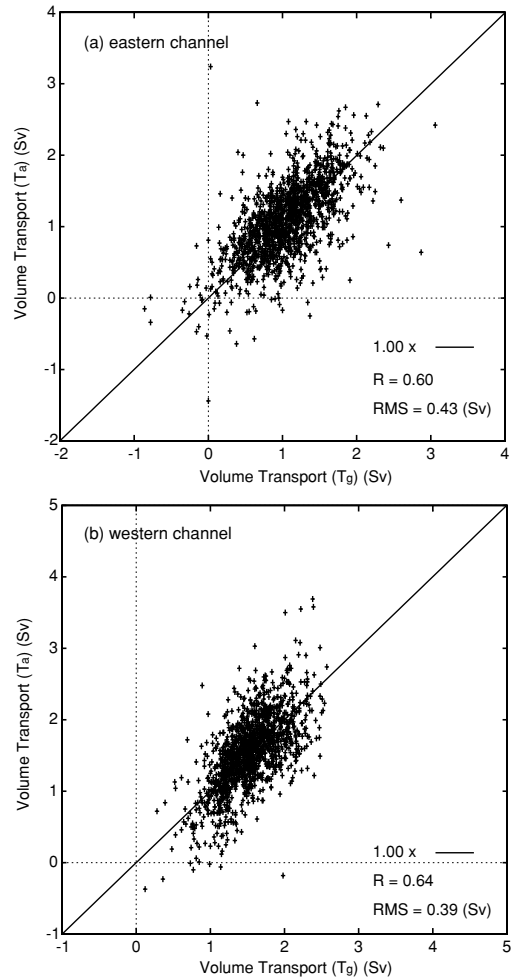 4
(a) eastern channel
3
2
1
0
-1
-2
Volume Transport (Ta) (Sv)
1.00 x
R = 0.60
RMS = 0.43 (Sv)
-2 -1 0 1 2 3 4
Volume Transport (Tg) (Sv)
5
(b) western channel
4
3
2
1
0
-1
Volume Transport (Ta) (Sv)
1.00 x
R = 0.64
RMS = 0.39 (Sv)
-1 0 1 2 3 4 5
Volume Transport (Tg) (Sv)